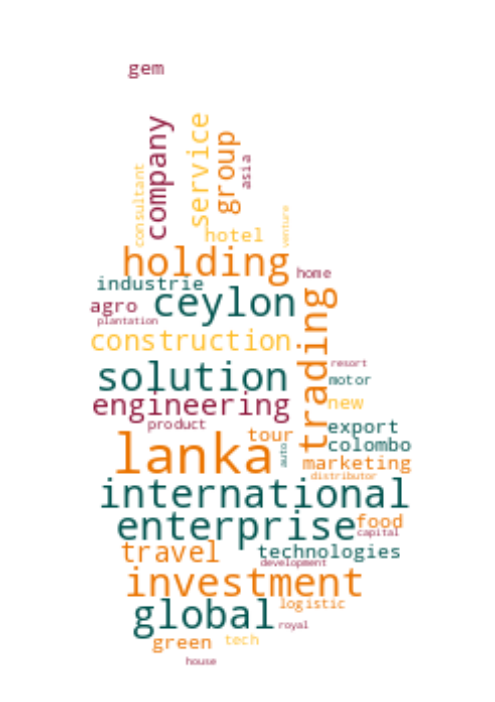 gem
company
service
group
asia
consultant
venture
hotel
holding
home
industrie
ceylon
agro
trading
plantation
construction
solution
resort
motor
engineering
new
product
export
tour
colombo
lanka
auto
marketing
distributor
international
enterprise
food
capital
travel
technologies
development
investment
logistic
global
royal
green
tech
house